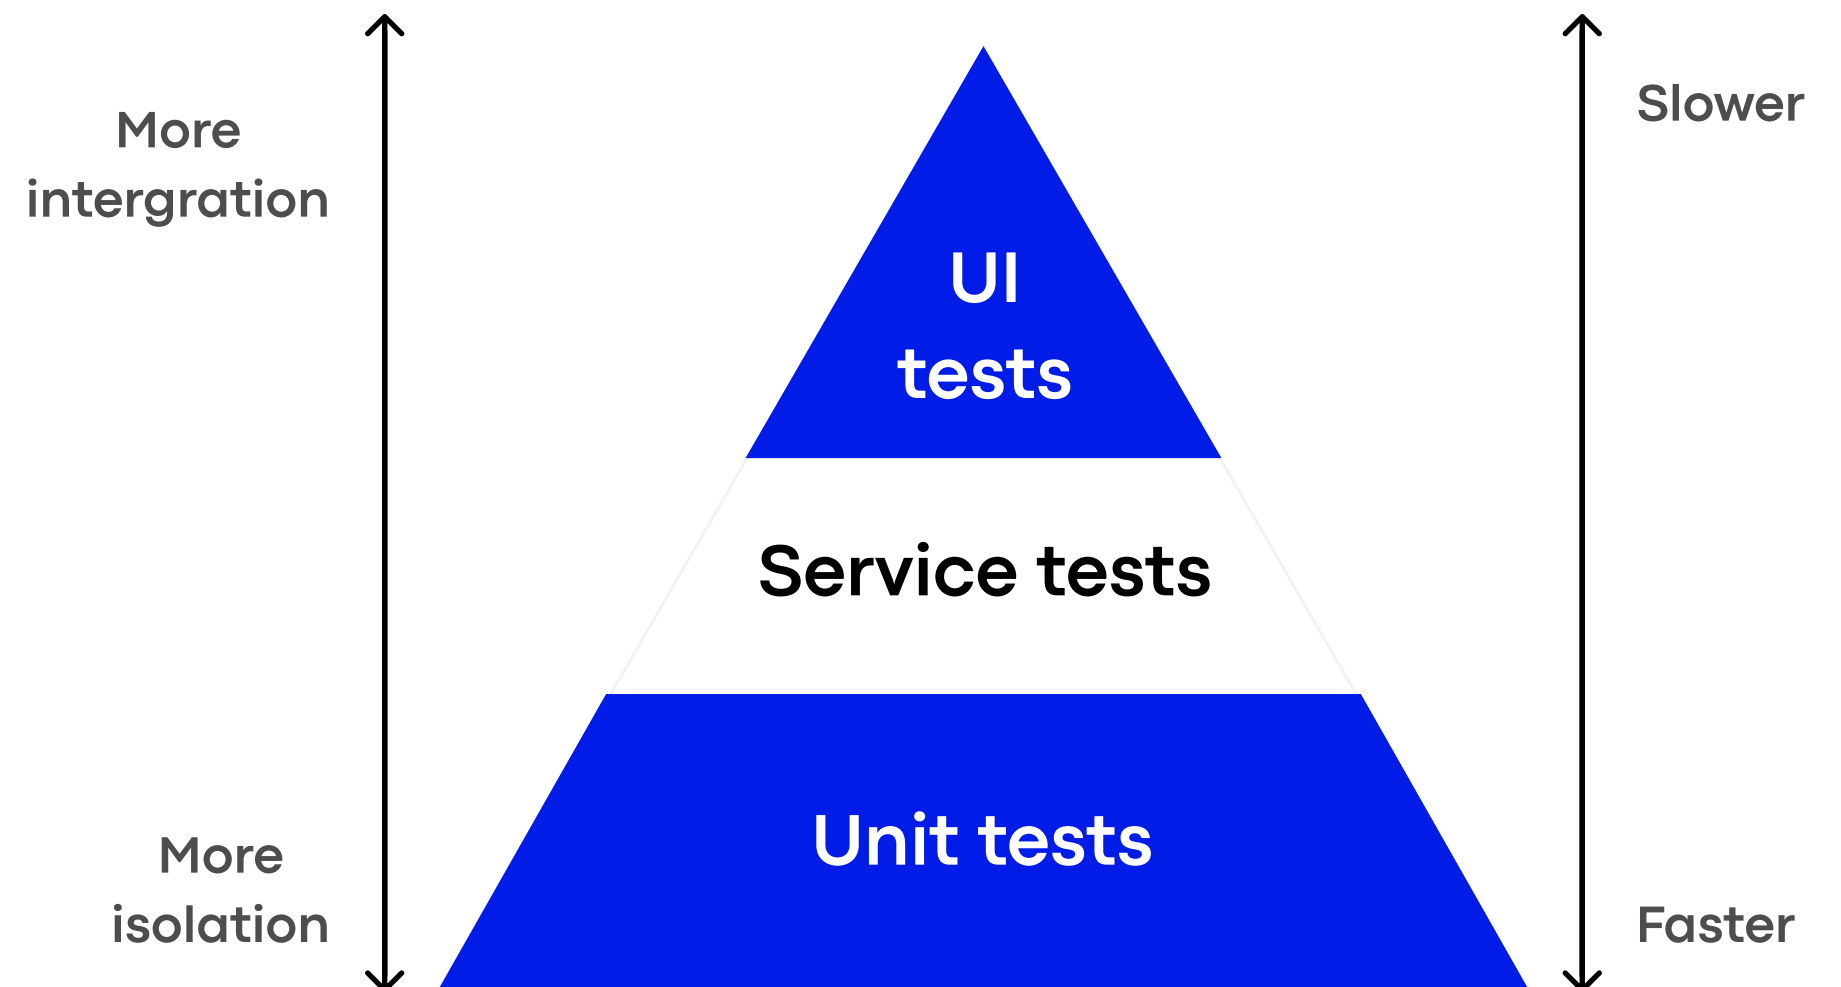 More
intergration
Slower
UI
tests
Service tests
Unit tests
More
isolation
Faster